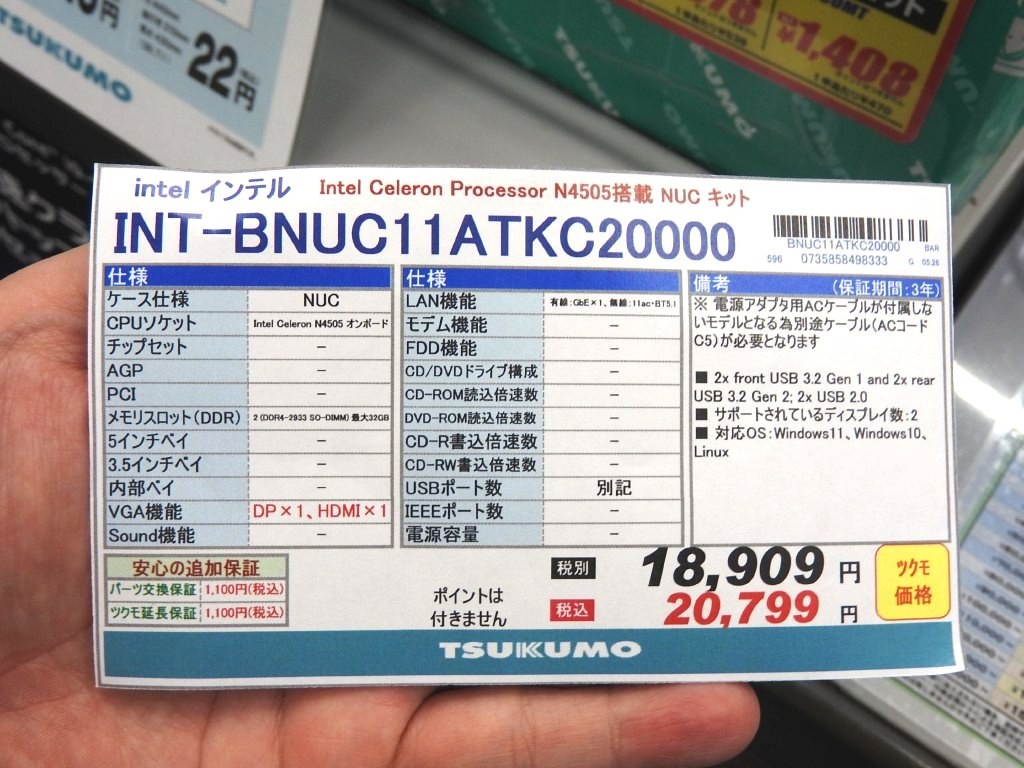 TSUKUMO
22円
1,408
1本あたり¥470
TSUKUMO
intel インテル Intel Celeron Processor N4505搭載 NUC キット
INT-BNUC11ATKC20000
BNUC11ATKC20000 BAR
596 0735858498333 G 05.26
仕様
ケース仕様 NUC
CPUソケット Intel Celeron N4505 オンボード
チップセット -
AGP -
PCI -
メモリスロット(DDR) 2 (DDR4-2933 SO-DIMM) 最大32GB
5インチベイ -
3.5インチベイ -
内部ベイ -
VGA機能 DP×1、HDMI×1
Sound機能 -
仕様
LAN機能 有線:GbE×1、無線:11ac・BT5.1
モデム機能 -
FDD機能 -
CD/DVDドライブ構成 -
CD-ROM読込倍速数 -
DVD-ROM読込倍速数 -
CD-R書込倍速数 -
CD-RW書込倍速数 -
USBポート数 別記
IEEEポート数 -
電源容量 -
備考 (保証期間:3年)
※ 電源アダプタ用ACケーブルが付属しな
いモデルとなる為別途ケーブル(ACコード
C5)が必要となります
■ 2x front USB 3.2 Gen 1 and 2x rear
USB 3.2 Gen 2; 2x USB 2.0
■ サポートされているディスプレイ数:2
■ 対応OS:Windows11、Windows10、
Linux
安心の追加保証
パーツ交換保証 1,100円(税込)
ツクモ延長保証 1,100円(税込)
ポイントは
付きません
税別 18,909 円
税込 20,799 円
ツクモ
価格
TSUKUMO